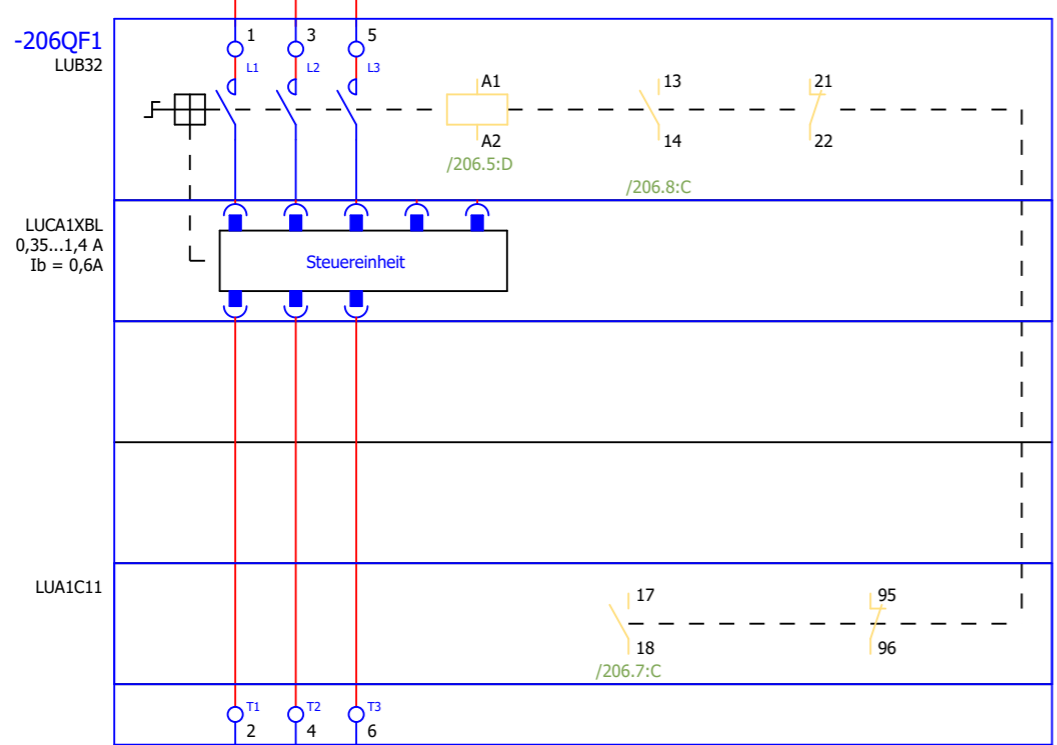 -206QF1
LUB32
1 3 5
L1 L2 L3
A1 13 21
A2 14 22
/206.5:D
/206.8:C
LUCA1XBL
0,35...1,4 A
Ib = 0,6A
Steuereinheit
LUA1C11
17 95
18 96
/206.7:C
T1 T2 T3
2 4 6